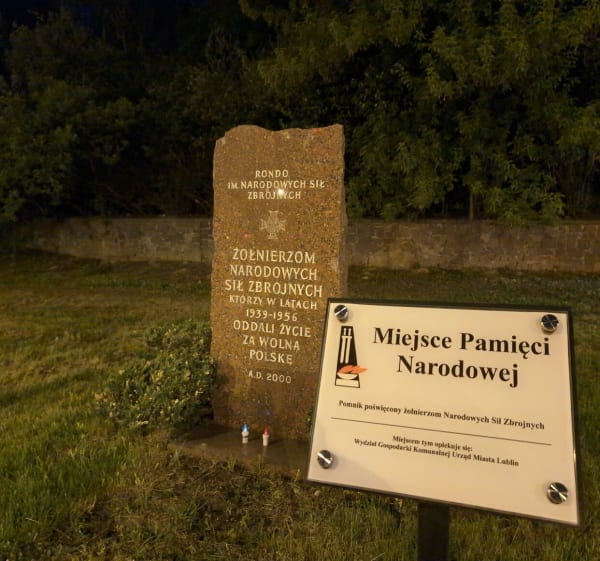 RONDO
IM. NARODOWYCH SIŁ
ZBROJNYCH
ŻOŁNIERZOM
NARODOWYCH
SIŁ ZBROJNYCH
KTÓRZY W LATACH
1939-1956
ODDALI ŻYCIE
ZA WOLNĄ
POLSKĘ
A.D. 2000
Miejsce Pamięci
Narodowej
Pomnik poświęcony żołnierzom Narodowych Sił Zbrojnych
Miejscem tym opiekuje się:
Wydział Gospodarki Komunalnej Urząd Miasta Lublin